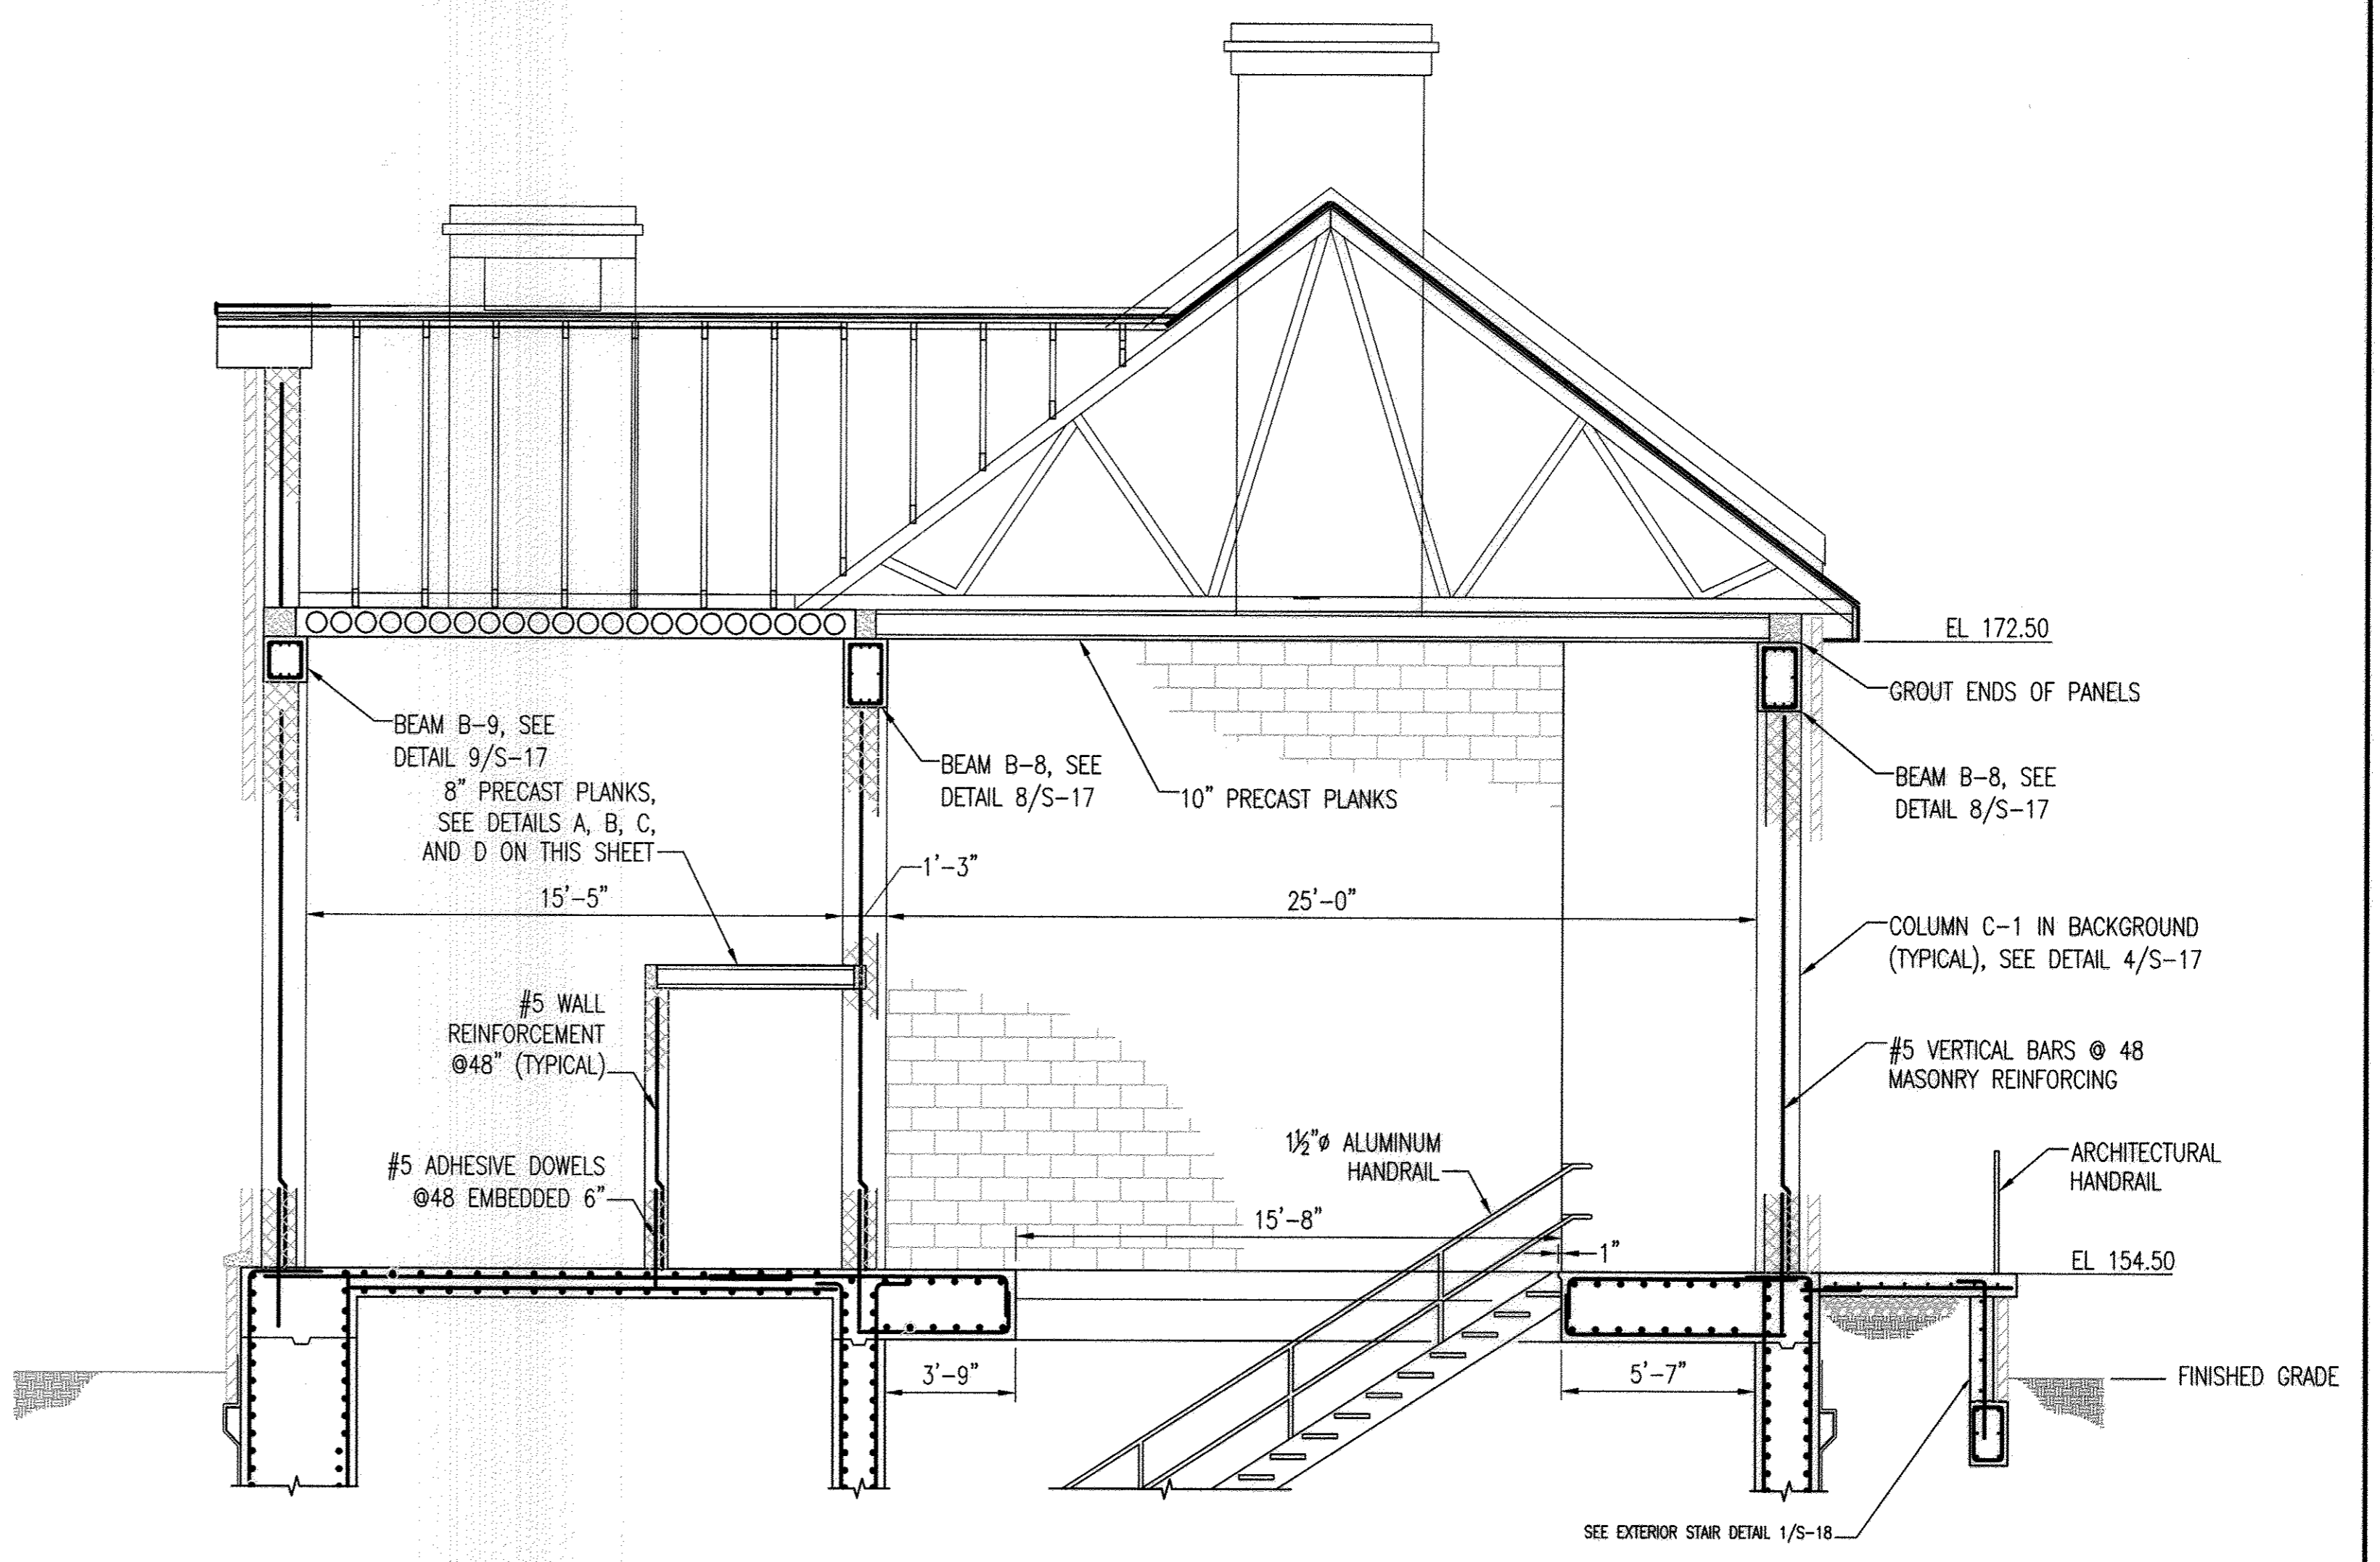 EL 172.50
GROUT ENDS OF PANELS
BEAM B-9, SEE
DETAIL 9/S-17
8" PRECAST PLANKS,
SEE DETAILS A, B, C,
AND D ON THIS SHEET
BEAM B-8, SEE
DETAIL 8/S-17
10" PRECAST PLANKS
BEAM B-8, SEE
DETAIL 8/S-17
1'-3"
15'-5"
25'-0"
COLUMN C-1 IN BACKGROUND
(TYPICAL), SEE DETAIL 4/S-17
#5 WALL
REINFORCEMENT
@48" (TYPICAL)
#5 VERTICAL BARS @ 48
MASONRY REINFORCING
#5 ADHESIVE DOWELS
@48 EMBEDDED 6"
1½"ø ALUMINUM
HANDRAIL
ARCHITECTURAL
HANDRAIL
15'-8"
1"
EL 154.50
3'-9"
5'-7"
FINISHED GRADE
SEE EXTERIOR STAIR DETAIL 1/S-18